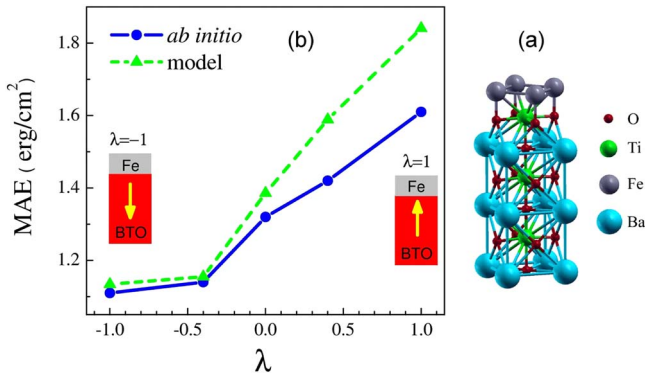 (b)
(a)
ab initio
model
MAE ( erg/cm²)
1.8
1.6
1.4
1.2
λ=−1
Fe
BTO
λ=1
Fe
BTO
-1.0
-0.5
0.0
0.5
1.0
λ
O
Ti
Fe
Ba